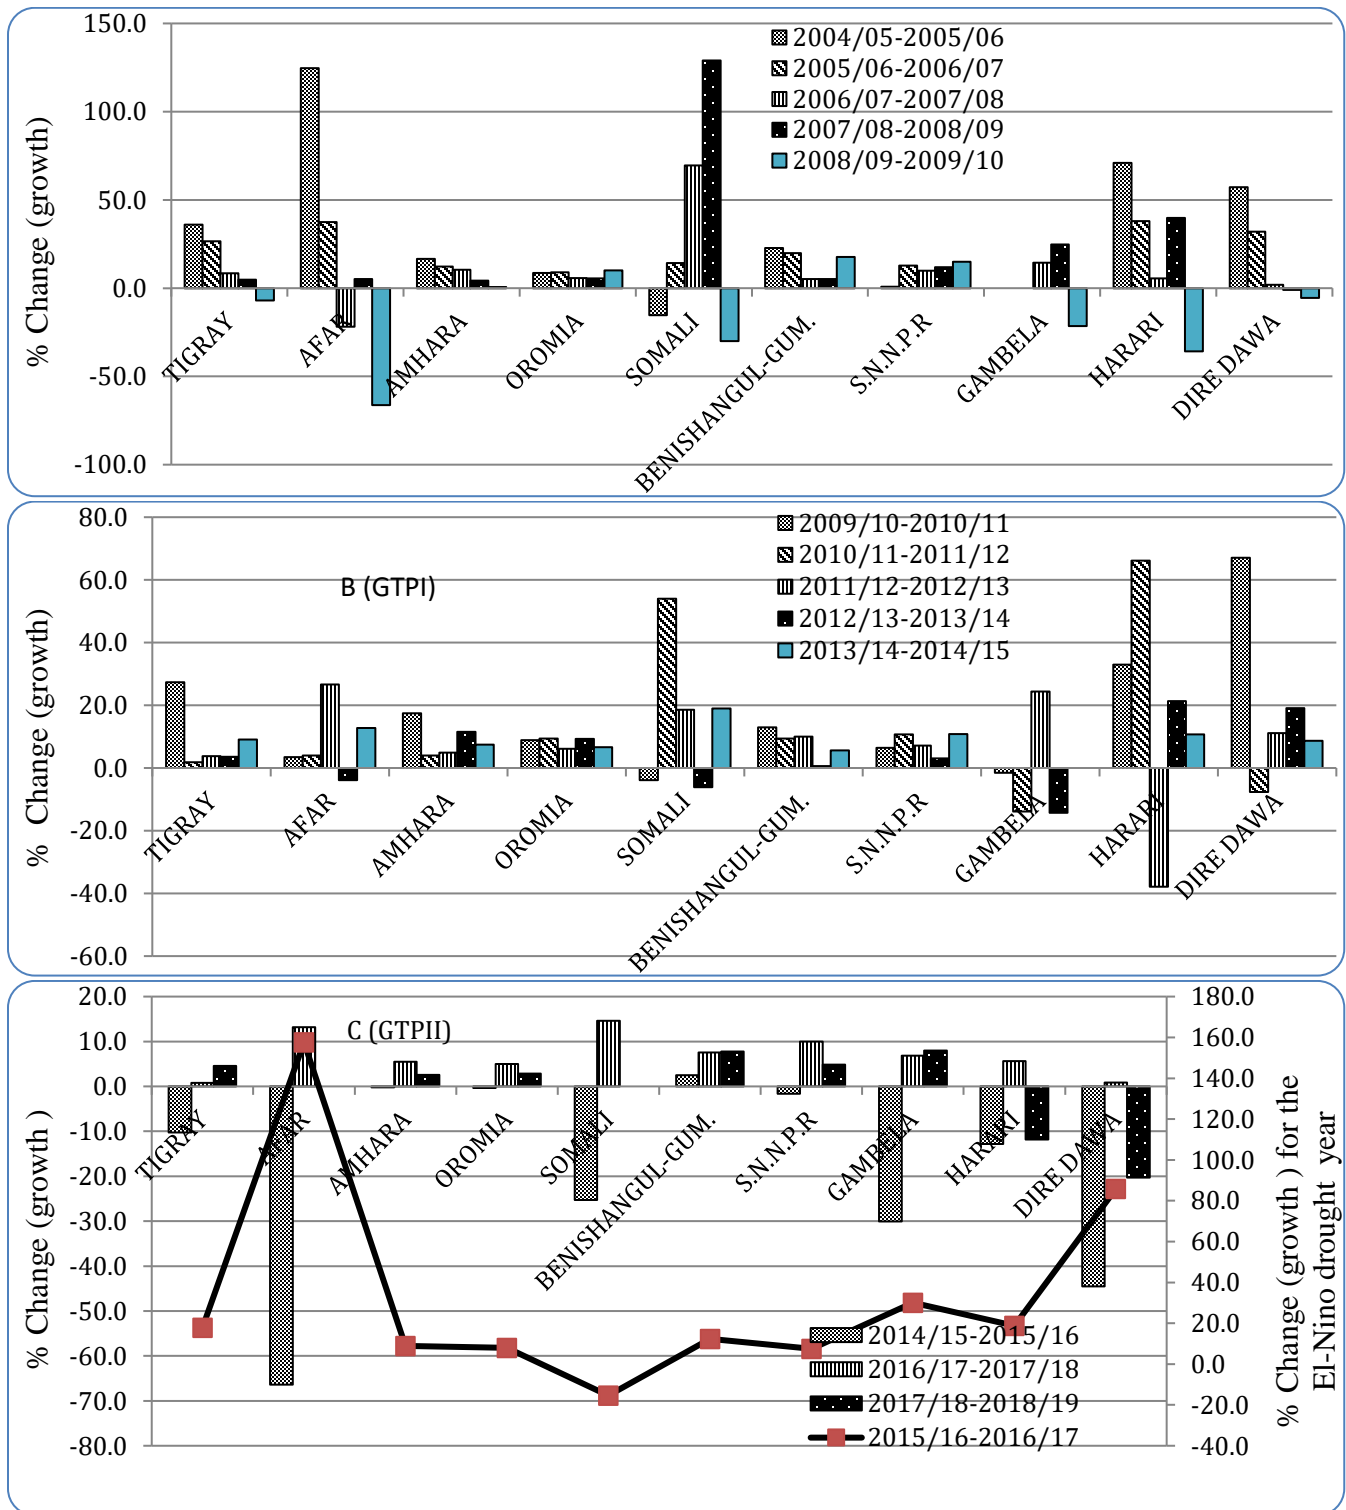 150.0
100.0
50.0
0.0
-50.0
-100.0
% Change (growth)
2004/05-2005/06
2005/06-2006/07
2006/07-2007/08
2007/08-2008/09
2008/09-2009/10
TIGRAY
AFAR
AMHARA
OROMIA
SOMALI
BENISHANGUL-GUM.
S.N.N.P.R
GAMBELA
HARARI
DIRE DAWA
80.0
60.0
40.0
20.0
0.0
-20.0
-40.0
-60.0
% Change (growth)
B (GTPI)
2009/10-2010/11
2010/11-2011/12
2011/12-2012/13
2012/13-2013/14
2013/14-2014/15
TIGRAY
AFAR
AMHARA
OROMIA
SOMALI
BENISHANGUL-GUM.
S.N.N.P.R
GAMBELA
HARARI
DIRE DAWA
20.0
10.0
0.0
-10.0
-20.0
-30.0
-40.0
-50.0
-60.0
-70.0
-80.0
% Change (growth )
C (GTPII)
TIGRAY
AFAR
AMHARA
OROMIA
SOMALI
BENISHANGUL-GUM.
S.N.N.P.R
GAMBELA
HARARI
DIRE DAWA
2014/15-2015/16
2016/17-2017/18
2017/18-2018/19
2015/16-2016/17
180.0
160.0
140.0
120.0
100.0
80.0
60.0
40.0
20.0
0.0
-20.0
-40.0
% Change (growth ) for the
El-Nino drought year